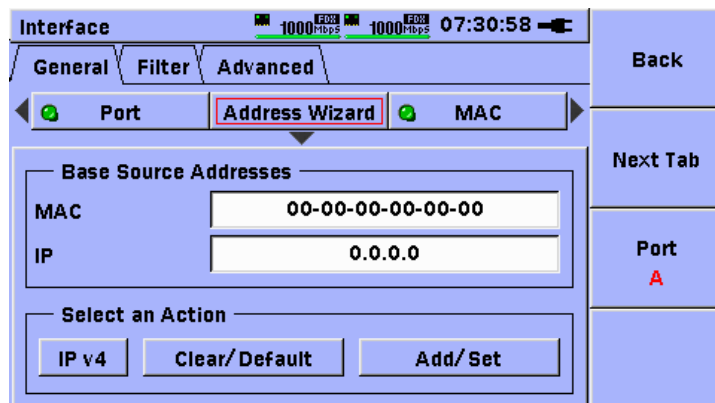 Interface 1000 FDX Mbps 1000 FDX Mbps 07:30:58
General Filter Advanced
Port Address Wizard MAC
Base Source Addresses
MAC 00-00-00-00-00-00
IP 0.0.0.0
Select an Action
IP v4 Clear/Default Add/Set
Back
Next Tab
Port
A